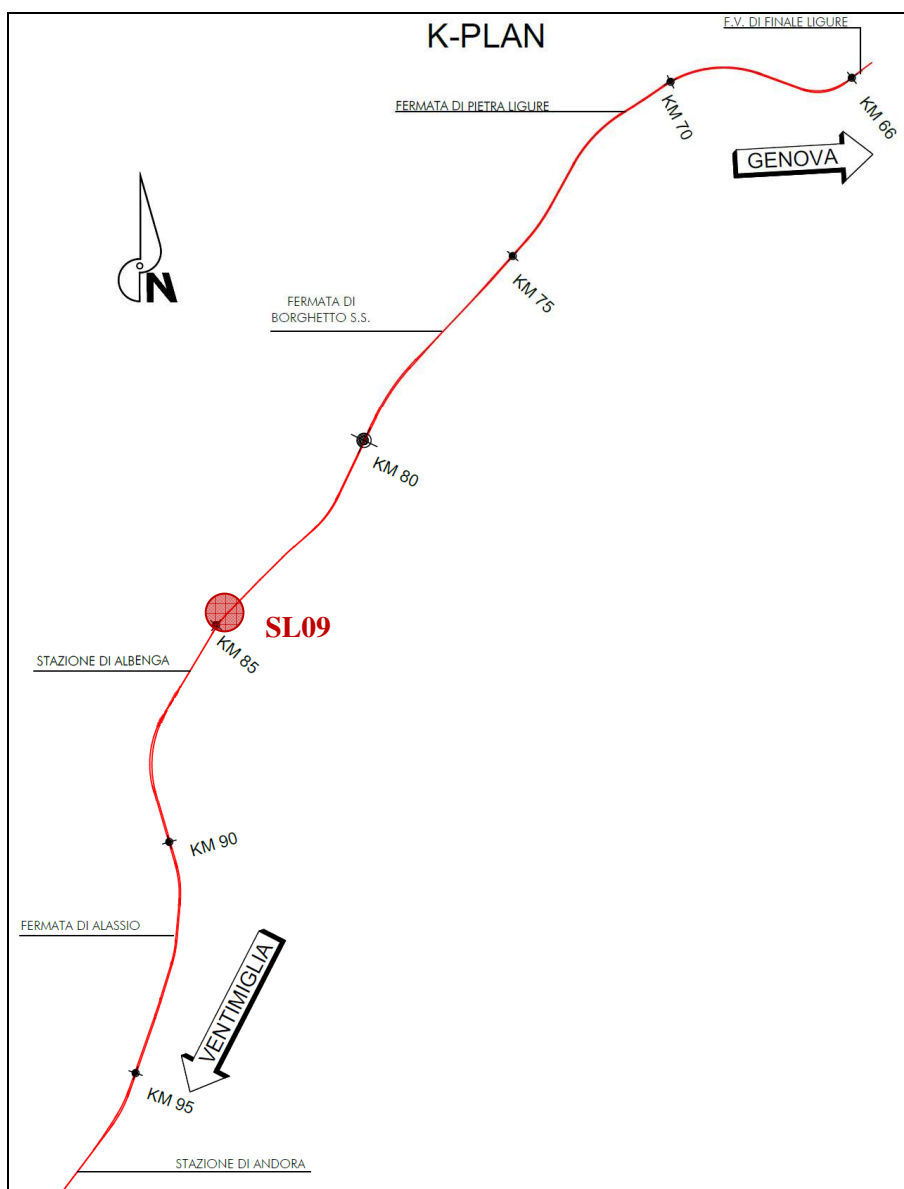 K-PLAN
F.V. DI FINALE LIGURE
FERMATA DI PIETRA LIGURE
KM 70
KM 66
GENOVA
N
KM 75
FERMATA DI
BORGHETTO S.S.
KM 80
SL09
KM 85
STAZIONE DI ALBENGA
KM 90
FERMATA DI ALASSIO
VENTIMIGLIA
KM 95
STAZIONE DI ANDORA